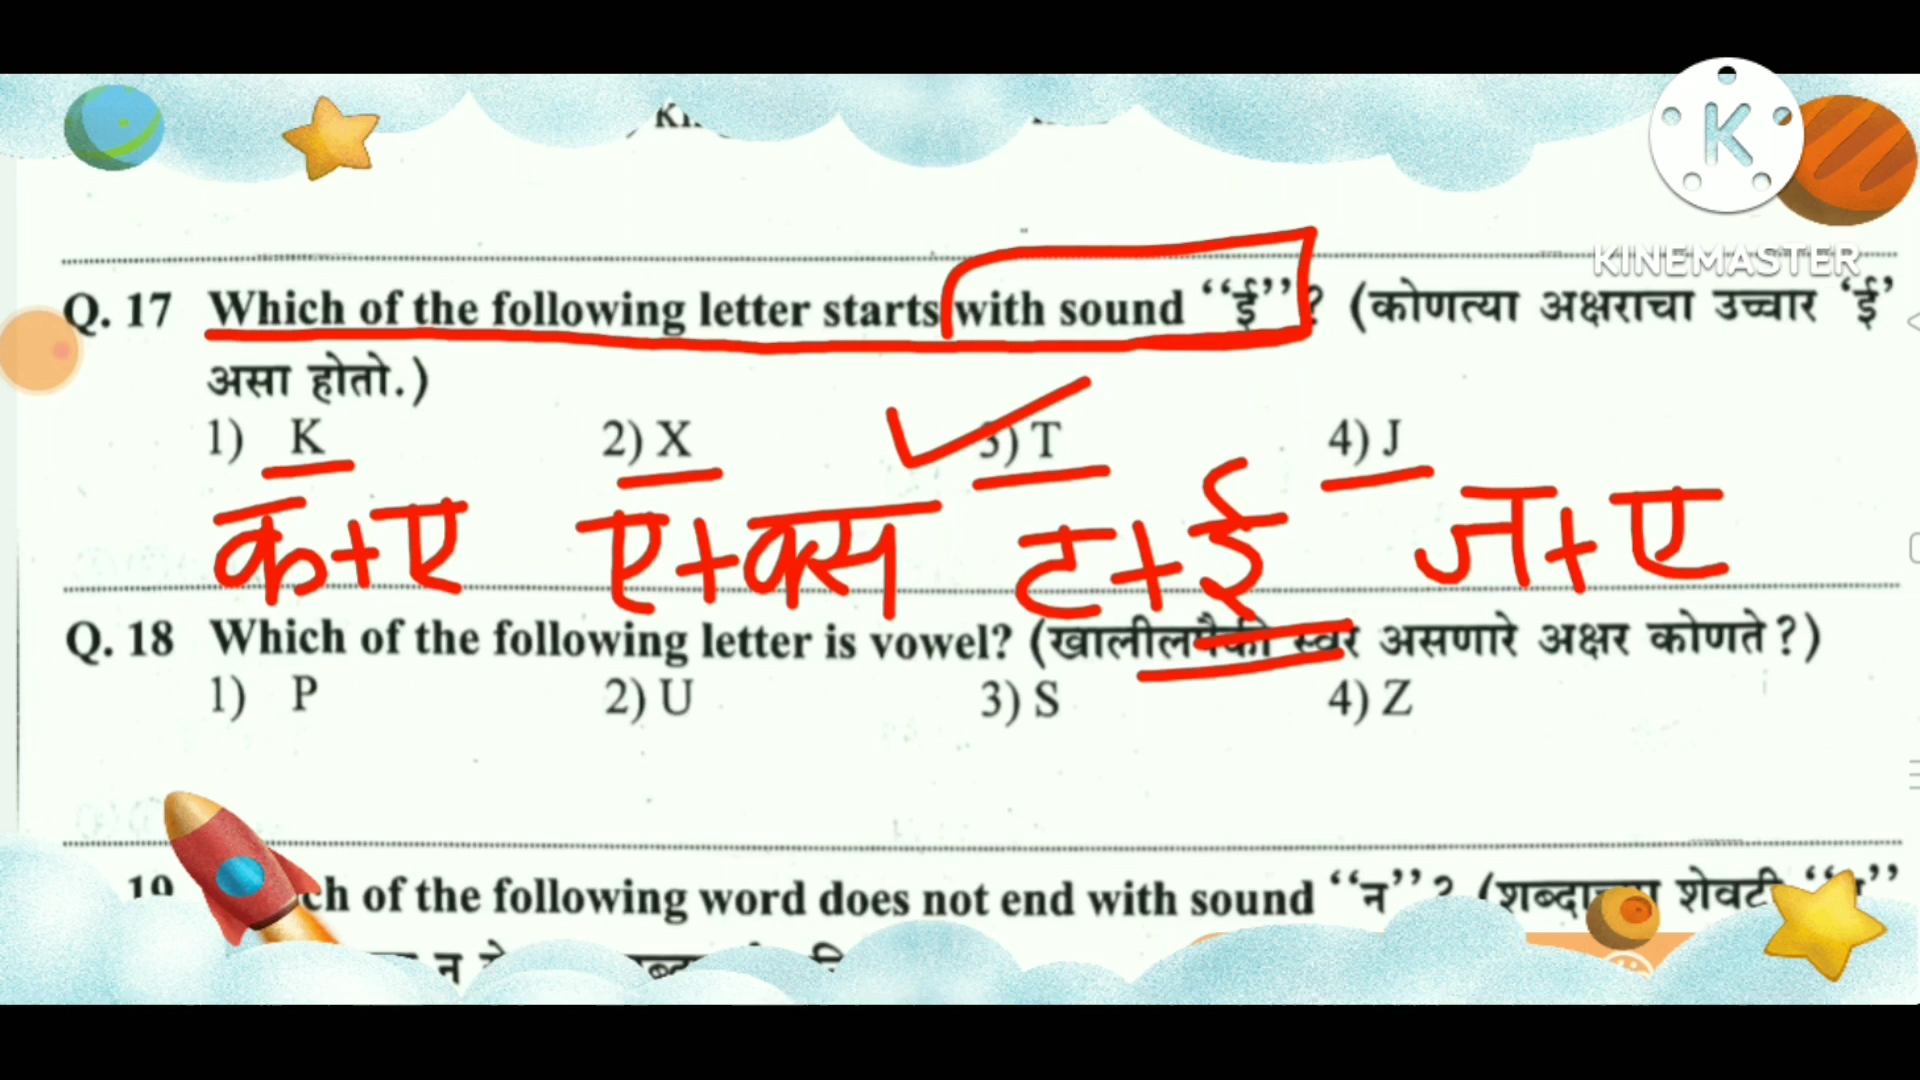 K
KINEMASTER
Q. 17 Which of the following letter starts with sound ‘‘ई’’? (कोणत्या अक्षराचा उच्चार ‘ई’
असा होतो.)
1) K 2) X 3) T 4) J
क+ए ए+क्स ट+ई ज+ए
Q. 18 Which of the following letter is vowel? (खालीलपैकी स्वर असणारे अक्षर कोणते?)
1) P 2) U 3) S 4) Z
of the following word does not end with sound ‘‘न’’? (शब्दाच्या शेवटी